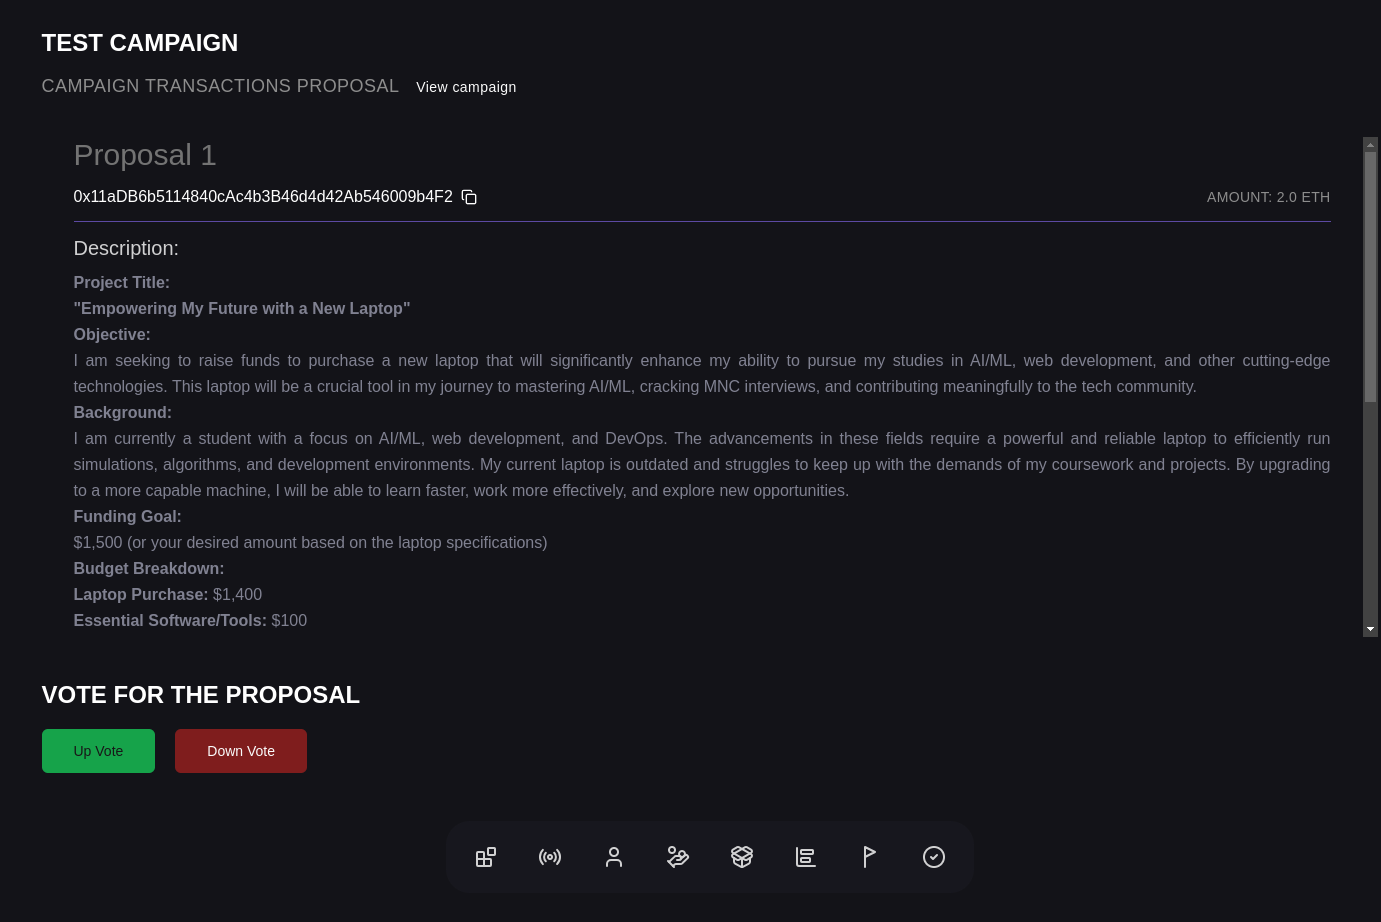 TEST CAMPAIGN
CAMPAIGN TRANSACTIONS PROPOSAL View campaign
Proposal 1
0x11aDB6b5114840cAc4b3B46d4d42Ab546009b4F2 AMOUNT: 2.0 ETH
Description:
Project Title:
"Empowering My Future with a New Laptop"
Objective:
I am seeking to raise funds to purchase a new laptop that will significantly enhance my ability to pursue my studies in AI/ML, web development, and other cutting-edge
technologies. This laptop will be a crucial tool in my journey to mastering AI/ML, cracking MNC interviews, and contributing meaningfully to the tech community.
Background:
I am currently a student with a focus on AI/ML, web development, and DevOps. The advancements in these fields require a powerful and reliable laptop to efficiently run
simulations, algorithms, and development environments. My current laptop is outdated and struggles to keep up with the demands of my coursework and projects. By upgrading
to a more capable machine, I will be able to learn faster, work more effectively, and explore new opportunities.
Funding Goal:
$1,500 (or your desired amount based on the laptop specifications)
Budget Breakdown:
Laptop Purchase: $1,400
Essential Software/Tools: $100
VOTE FOR THE PROPOSAL
Up Vote Down Vote